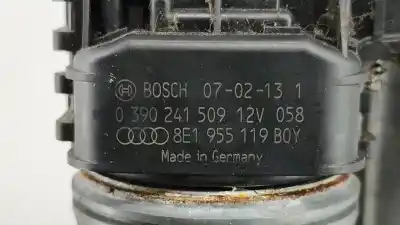 BOSCH 07-02-13 1
0 390 241 509 12V 058
8E1 955 119 BOY
Made in Germany